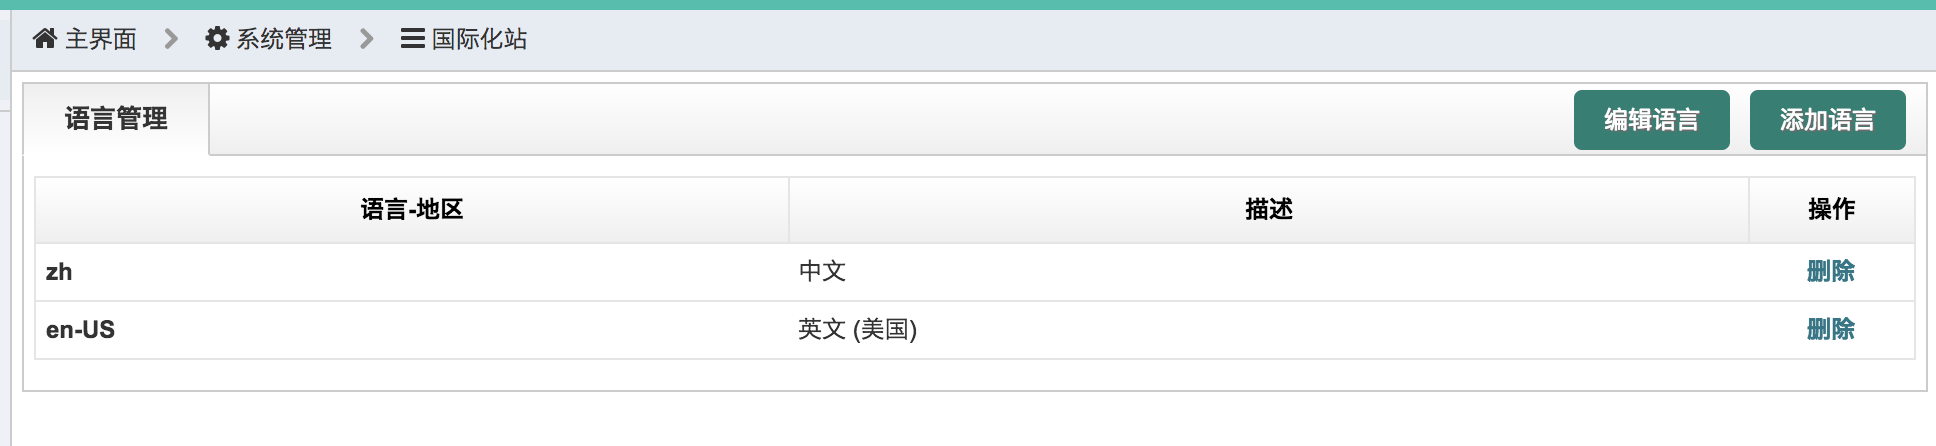 主界面 系统管理 国际化站
语言管理 编辑语言 添加语言
语言-地区 描述 操作
zh 中文 删除
en-US 英文 (美国) 删除